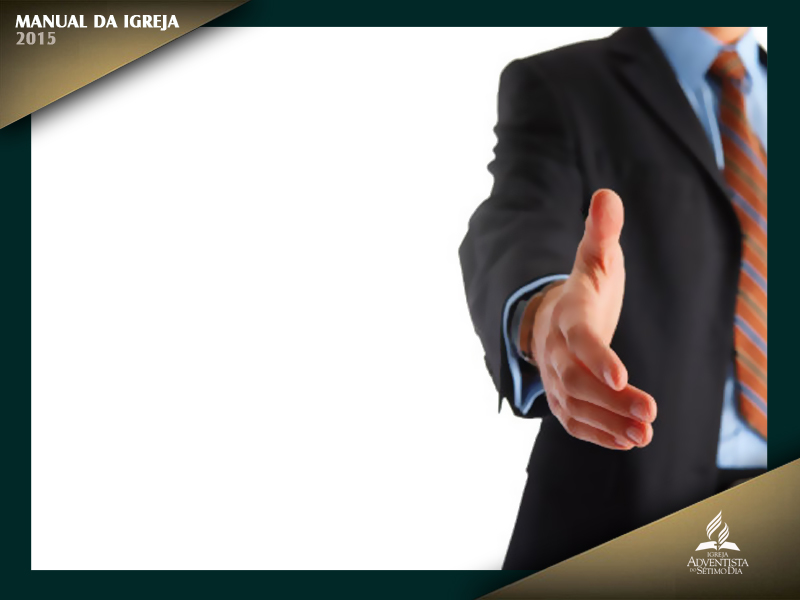 MANUAL DA IGREJA
2015
IGREJA
ADVENTISTA
DO SÉTIMO DIA